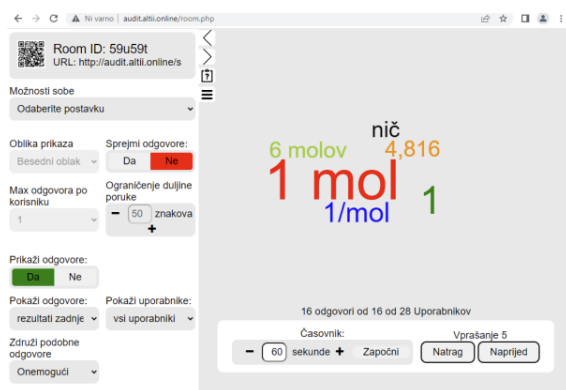 Ni varno | audit.altii.online/room.php
Room ID: 59u59t
URL: http://audit.altii.online/s
Možnosti sobe
Odaberite postavku
Oblika prikaza
Sprejmi odgovore:
Besedni oblak
Da Ne
Max odgovora po korisniku
Ograničenje duljine poruke
1
50 znakova
+
Prikaži odgovore:
Da Ne
Pokaži odgovore:
Pokaži uporabnike:
rezultati zadnje
vsi uporabniki
Združi podobne
odgovore
Onemogući
nič
6 molov
4,816
1 mol
1
1/mol
16 odgovori od 16 od 28 Uporabnikov
Časovnik:
Vprašanje 5
− 60 sekunde + Započni
Natrag Naprijed